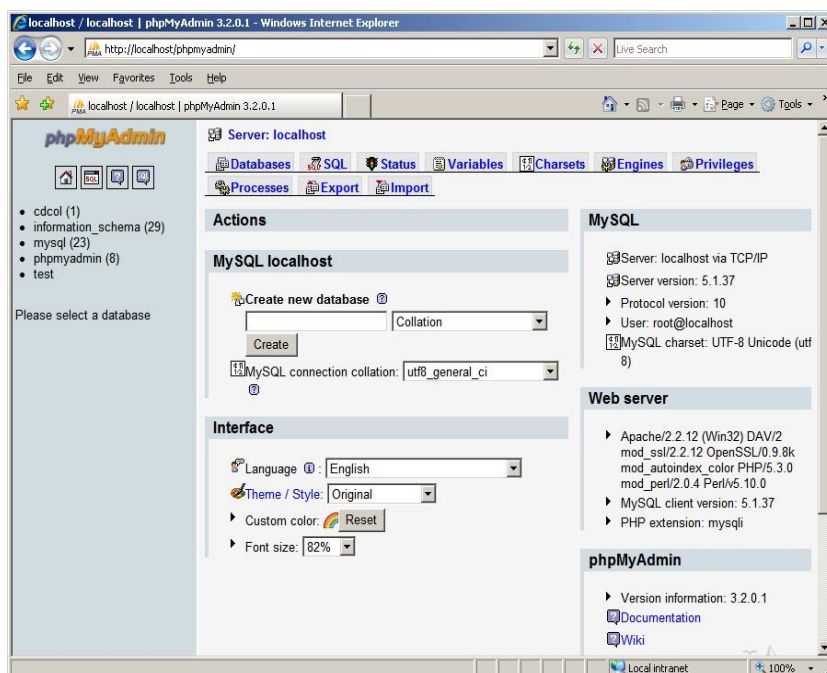 localhost / localhost | phpMyAdmin 3.2.0.1 - Windows Internet Explorer
http://localhost/phpmyadmin/
Live Search
File Edit View Favorites Tools Help
localhost / localhost | phpMyAdmin 3.2.0.1
Page Tools
phpMyAdmin
SQL
cdcol (1)
information_schema (29)
mysql (23)
phpmyadmin (8)
test
Please select a database
Server: localhost
Databases SQL Status Variables Charsets Engines Privileges
Processes Export Import
Actions
MySQL localhost
Create new database
Collation
Create
MySQL connection collation: utf8_general_ci
Interface
Language : English
Theme / Style: Original
Custom color: Reset
Font size: 82%
MySQL
Server: localhost via TCP/IP
Server version: 5.1.37
Protocol version: 10
User: root@localhost
MySQL charset: UTF-8 Unicode (utf
8)
Web server
Apache/2.2.12 (Win32) DAV/2
mod_ssl/2.2.12 OpenSSL/0.9.8k
mod_autoindex_color PHP/5.3.0
mod_perl/2.0.4 Perl/v5.10.0
MySQL client version: 5.1.37
PHP extension: mysqli
phpMyAdmin
Version information: 3.2.0.1
Documentation
Wiki
Local intranet
100%